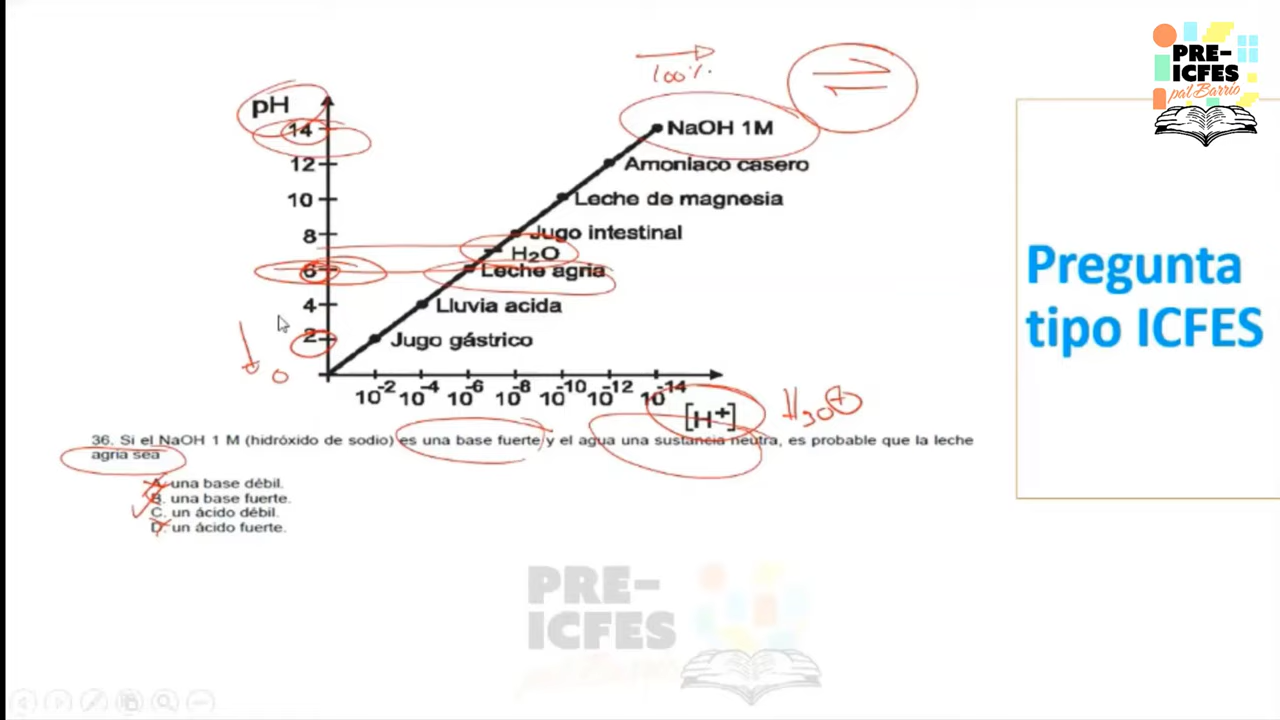 PRE-
ICFES
pal Barrio
100%
pH
14
NaOH 1M
12
Amoniaco casero
10
Leche de magnesia
8
Jugo intestinal
H₂O
6
Leche agria
4
Lluvia acida
2
Jugo gástrico
0
10⁻² 10⁻⁴ 10⁻⁶ 10⁻⁸ 10⁻¹⁰ 10⁻¹² 10⁻¹⁴
[H⁺]
H₃O⁺
Pregunta
tipo ICFES
36. Si el NaOH 1 M (hidróxido de sodio) es una base fuerte y el agua una sustancia neutra, es probable que la leche
agria sea
A. una base débil.
B. una base fuerte.
C. un ácido débil.
D. un ácido fuerte.
PRE-
ICFES
pal Barrio